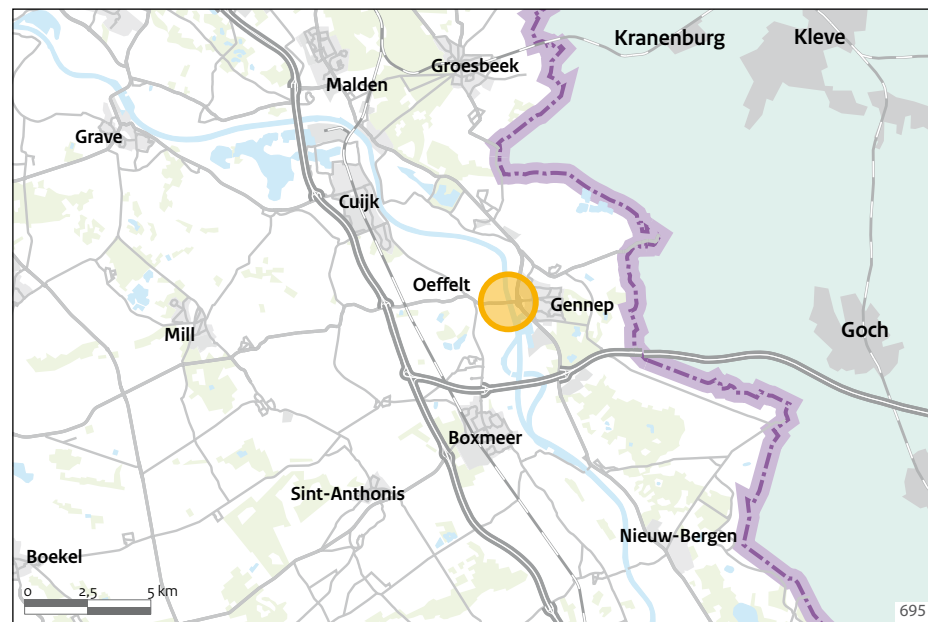 Kranenburg
Kleve
Groesbeek
Malden
Grave
Cuijk
Oeffelt
Gennep
Mill
Goch
Boxmeer
Sint-Anthonis
Nieuw-Bergen
Boekel
0 2,5 5 km
695